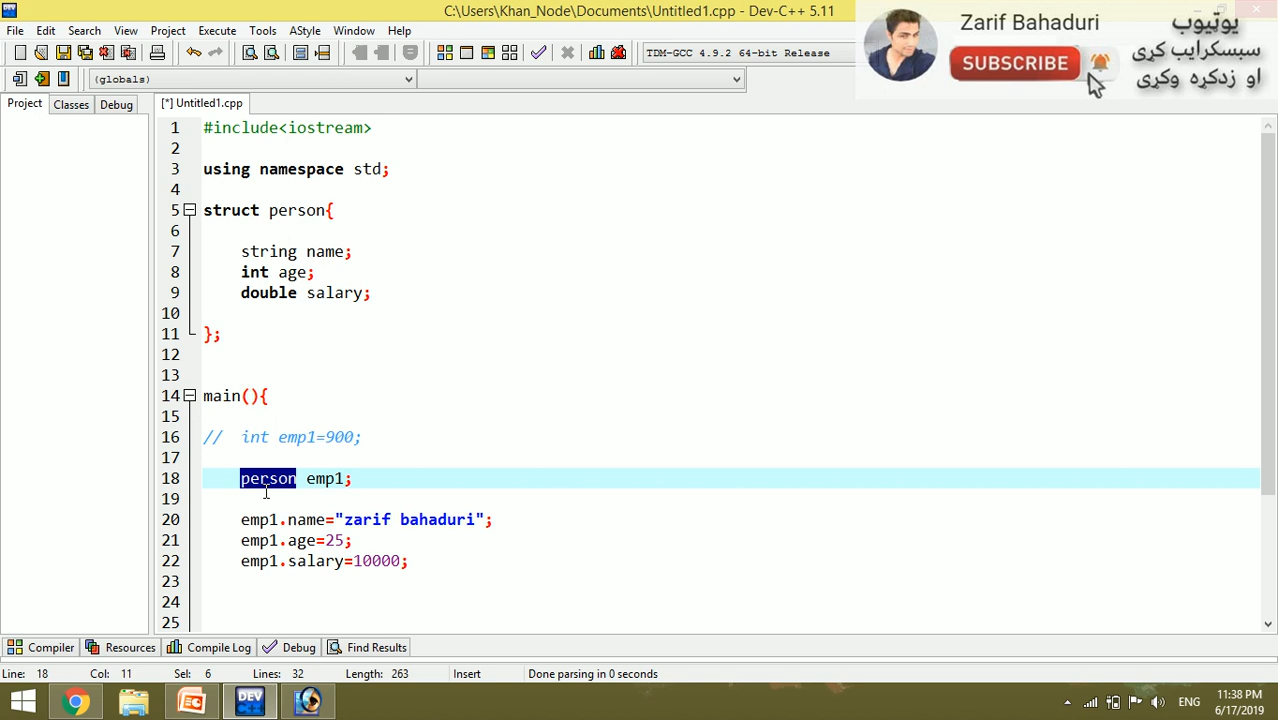 C:\Users\Khan_Node\Documents\Untitled1.cpp - Dev-C++ 5.11
Zarif Bahaduri
SUBSCRIBE
یوټیوب
سبسکرایب کړی
او زدکړه وکړی
File Edit Search View Project Execute Tools AStyle Window Help
TDM-GCC 4.9.2 64-bit Release
(globals)
Project Classes Debug
[*] Untitled1.cpp
1 #include<iostream>
2
3 using namespace std;
4
5 struct person{
6
7 string name;
8 int age;
9 double salary;
10
11 };
12
13
14 main(){
15
16 // int emp1=900;
17
18 person emp1;
19
20 emp1.name="zarif bahaduri";
21 emp1.age=25;
22 emp1.salary=10000;
23
24
25
Compiler Resources Compile Log Debug Find Results
Line: 18 Col: 11 Sel: 6 Lines: 32 Length: 263 Insert Done parsing in 0 seconds
DEV C++
ENG
11:38 PM
6/17/2019